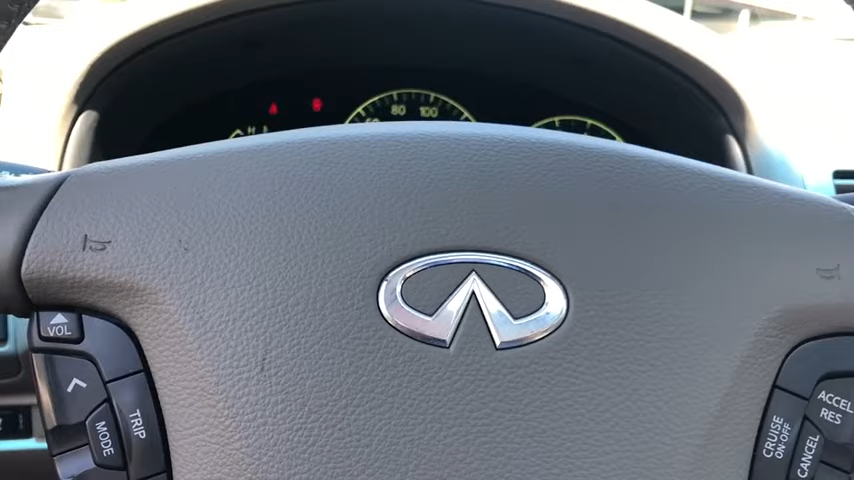 80 100
H
VOL
MODE
TRIP
CRUISE
ON·OFF
ACCEL
RES
CANCEL